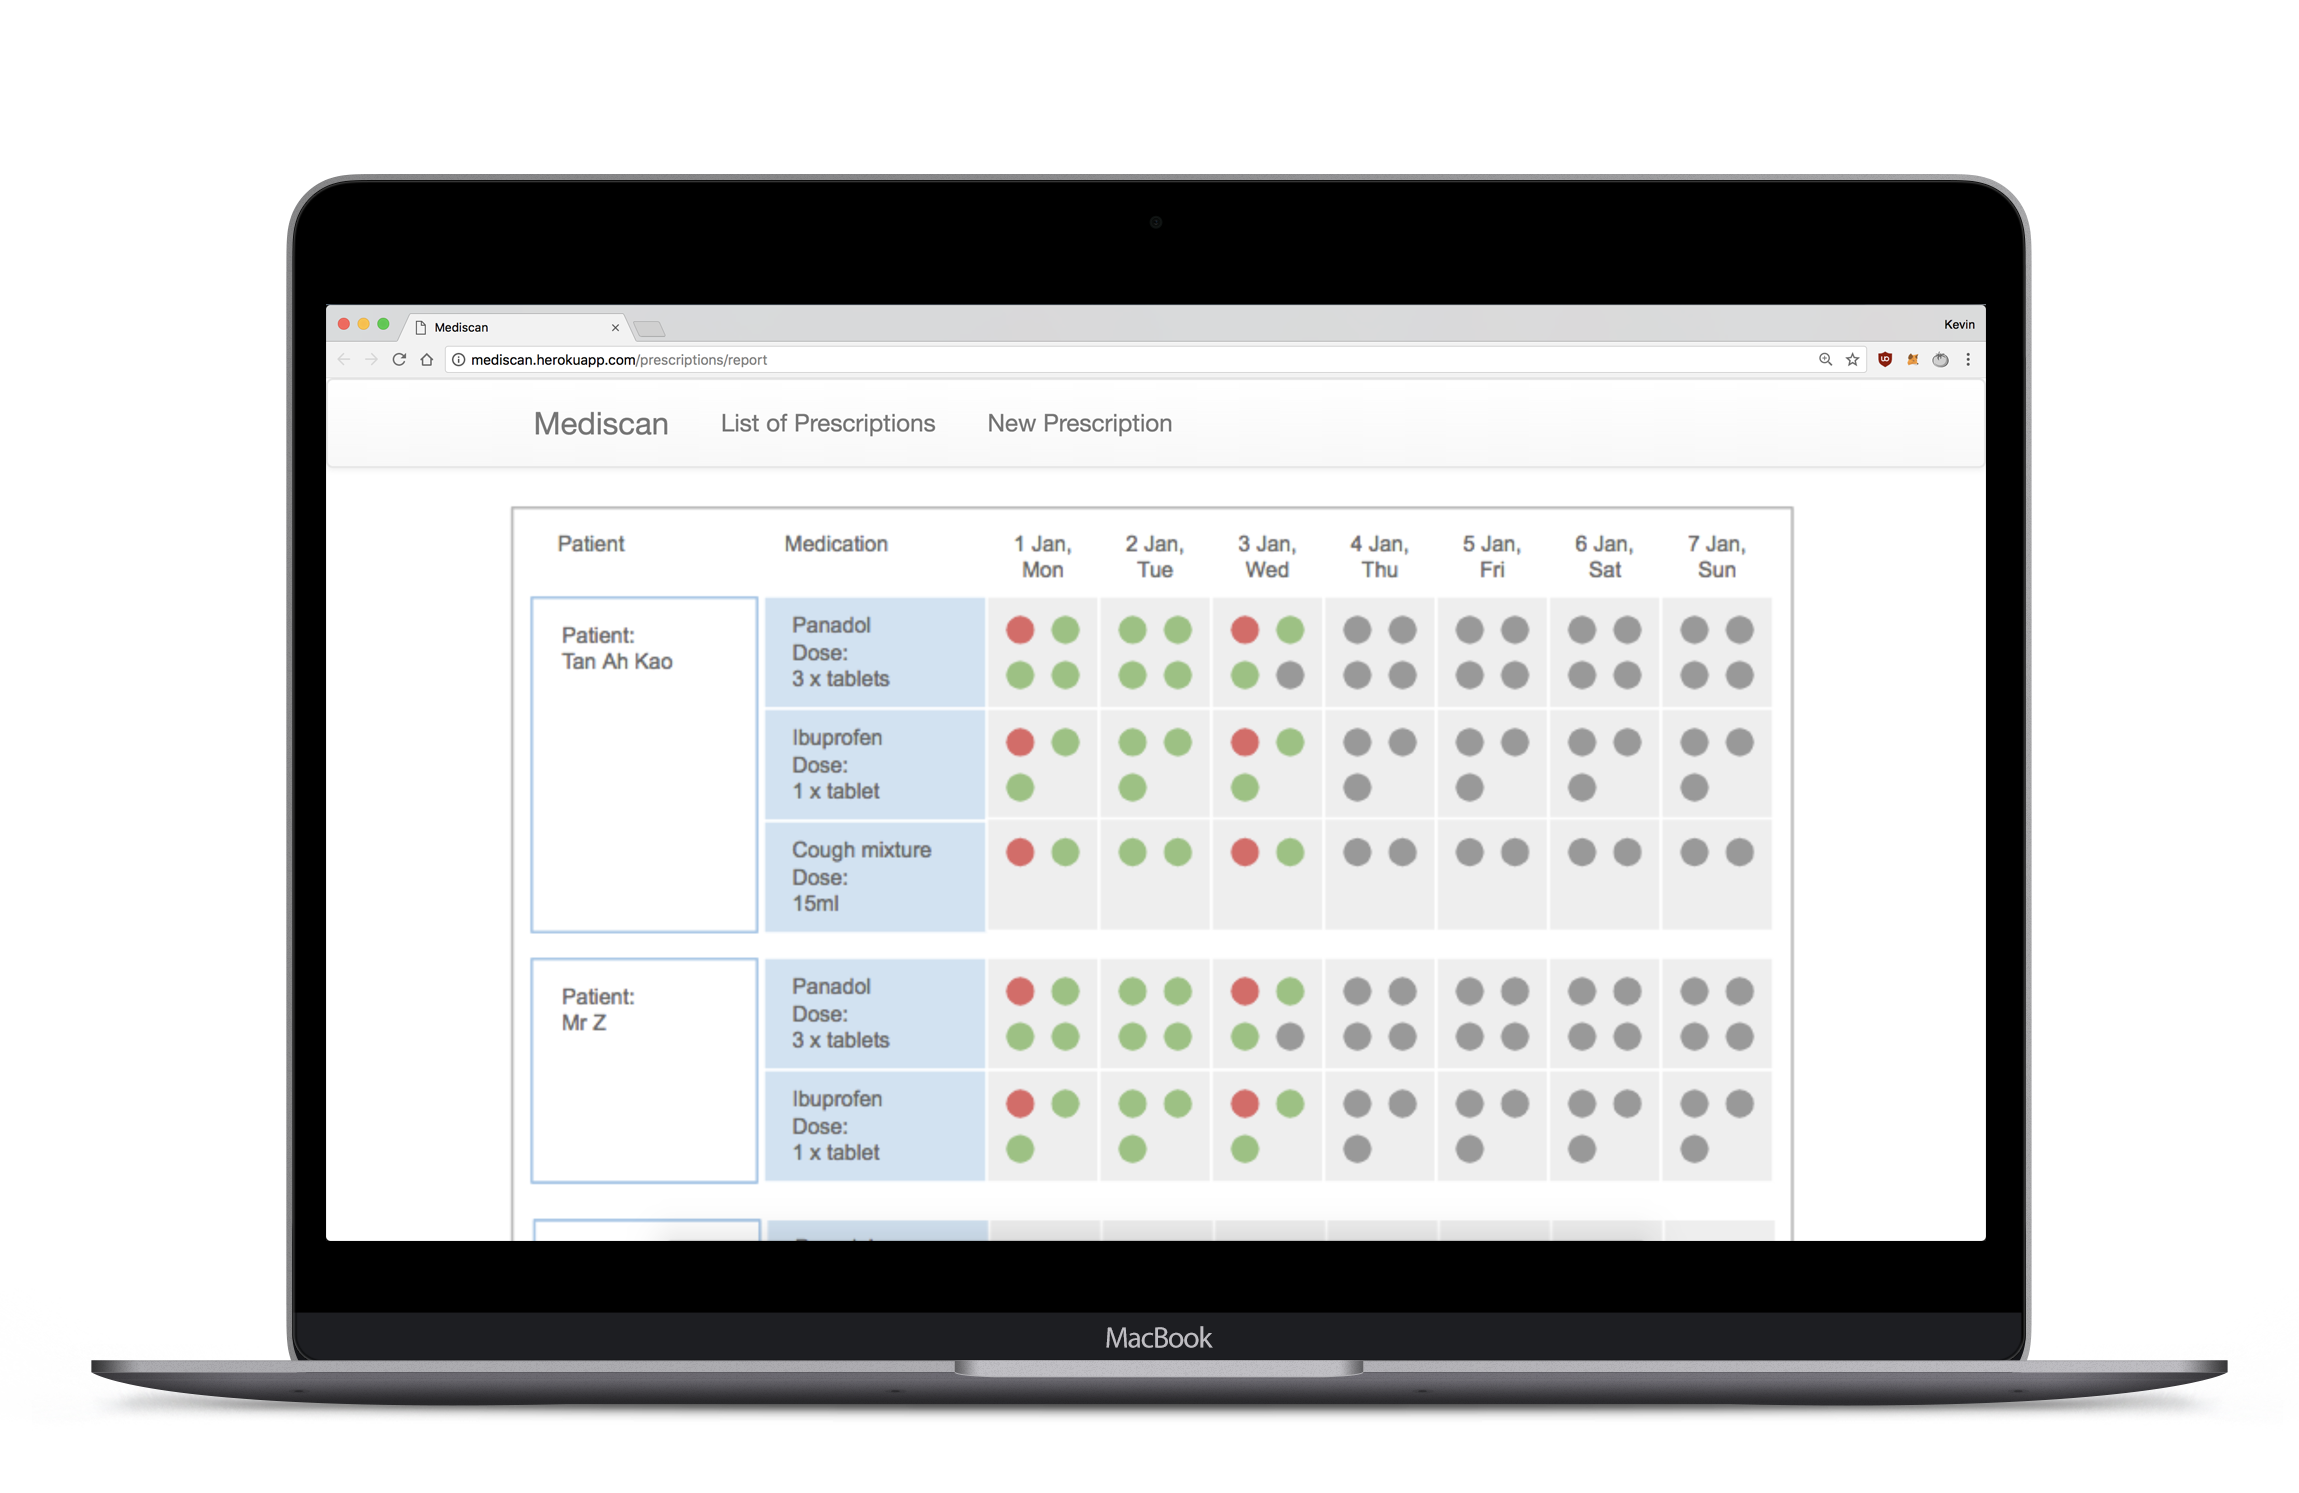 Mediscan
Kevin
mediscan.herokuapp.com/prescriptions/report
Mediscan List of Prescriptions New Prescription
Patient Medication 1 Jan, 2 Jan, 3 Jan, 4 Jan, 5 Jan, 6 Jan, 7 Jan,
Mon Tue Wed Thu Fri Sat Sun
Patient:
Tan Ah Kao
Panadol
Dose:
3 x tablets
Ibuprofen
Dose:
1 x tablet
Cough mixture
Dose:
15ml
Patient:
Mr Z
Panadol
Dose:
3 x tablets
Ibuprofen
Dose:
1 x tablet
MacBook